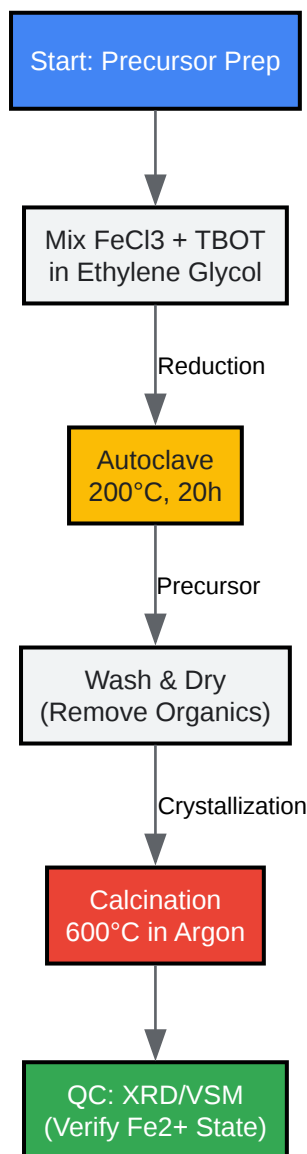 Start: Precursor Prep
Mix FeCl3 + TBOT
in Ethylene Glycol
Reduction
Autoclave
200°C, 20h
Precursor
Wash & Dry
(Remove Organics)
Crystallization
Calcination
600°C in Argon
QC: XRD/VSM
(Verify Fe2+ State)